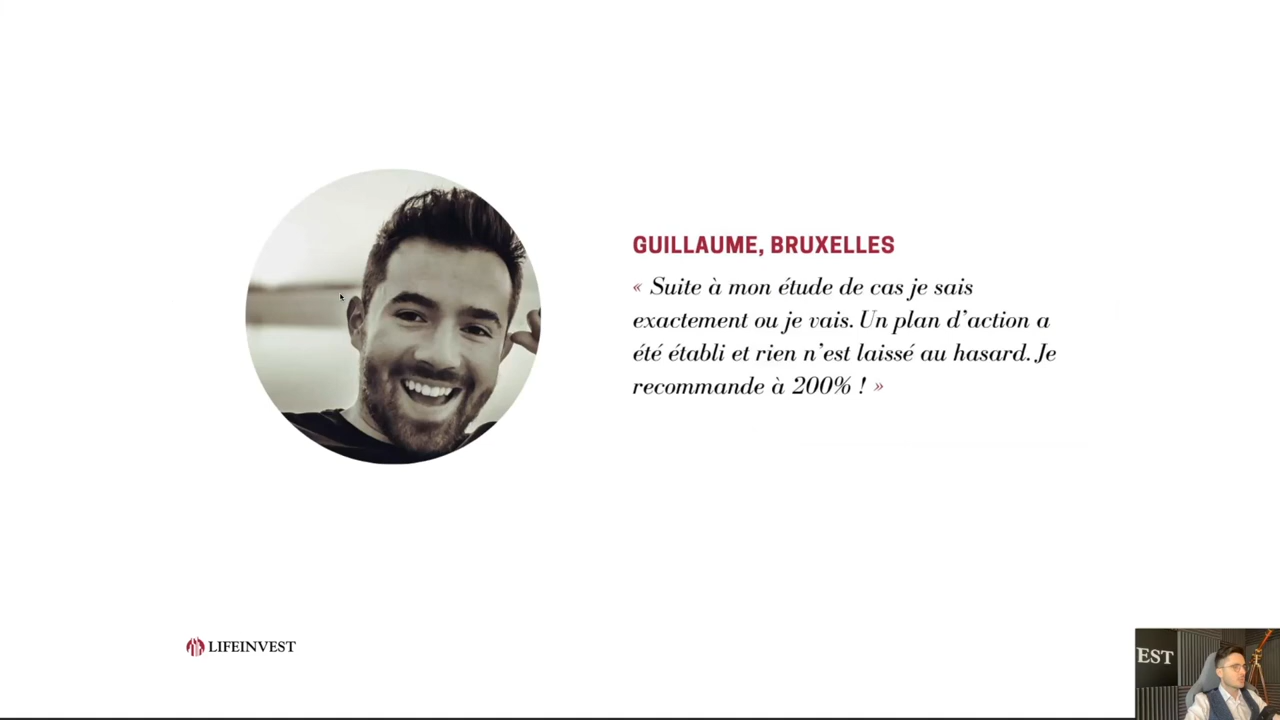 GUILLAUME, BRUXELLES
« Suite à mon étude de cas je sais
exactement ou je vais. Un plan d’action a
été établi et rien n’est laissé au hasard. Je
recommande à 200% ! »
LIFEINVEST
EST